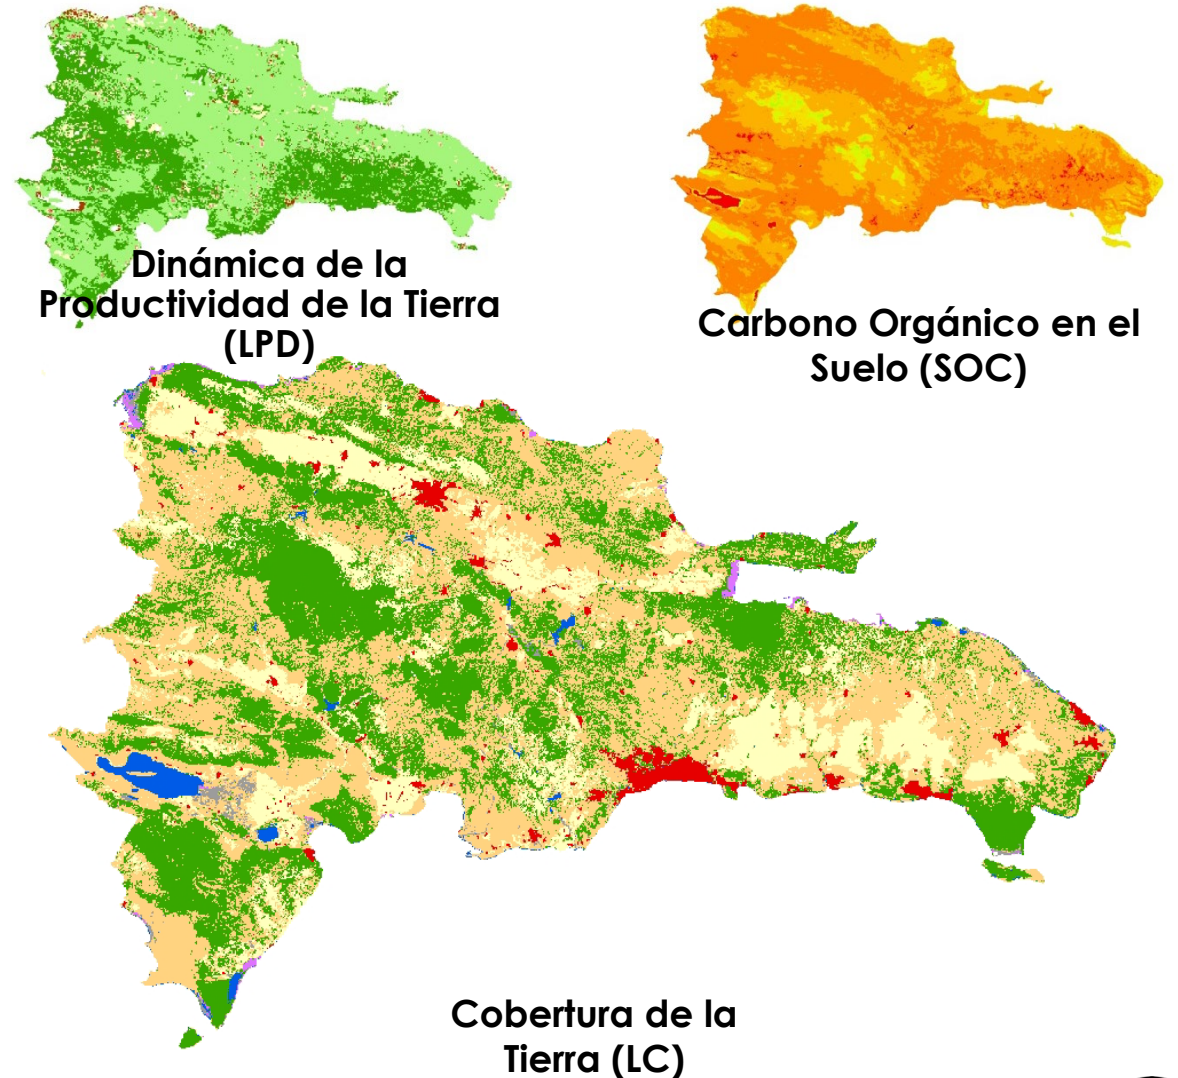 Dinámica de la
Productividad de la Tierra
(LPD)
Carbono Orgánico en el
Suelo (SOC)
Cobertura de la
Tierra (LC)